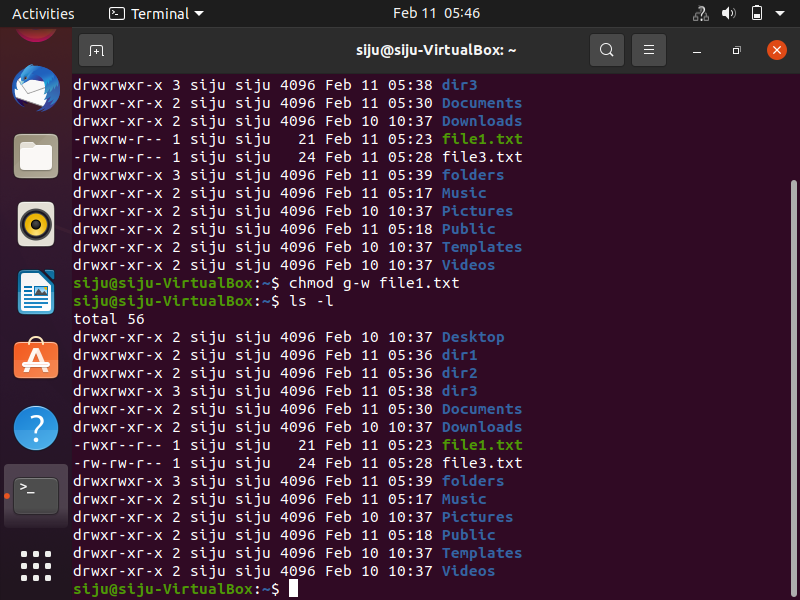 Activities Terminal Feb 11 05:46
siju@siju-VirtualBox: ~
drwxrwxr-x 3 siju siju 4096 Feb 11 05:38 dir3
drwxr-xr-x 2 siju siju 4096 Feb 11 05:30 Documents
drwxr-xr-x 2 siju siju 4096 Feb 10 10:37 Downloads
-rwxrw-r-- 1 siju siju   21 Feb 11 05:23 file1.txt
-rw-rw-r-- 1 siju siju   24 Feb 11 05:28 file3.txt
drwxrwxr-x 3 siju siju 4096 Feb 11 05:39 folders
drwxr-xr-x 2 siju siju 4096 Feb 11 05:17 Music
drwxr-xr-x 2 siju siju 4096 Feb 10 10:37 Pictures
drwxr-xr-x 2 siju siju 4096 Feb 11 05:18 Public
drwxr-xr-x 2 siju siju 4096 Feb 10 10:37 Templates
drwxr-xr-x 2 siju siju 4096 Feb 10 10:37 Videos
siju@siju-VirtualBox:~$ chmod g-w file1.txt
siju@siju-VirtualBox:~$ ls -l
total 56
drwxr-xr-x 2 siju siju 4096 Feb 10 10:37 Desktop
drwxrwxr-x 2 siju siju 4096 Feb 11 05:36 dir1
drwxrwxr-x 2 siju siju 4096 Feb 11 05:36 dir2
drwxrwxr-x 3 siju siju 4096 Feb 11 05:38 dir3
drwxr-xr-x 2 siju siju 4096 Feb 11 05:30 Documents
drwxr-xr-x 2 siju siju 4096 Feb 10 10:37 Downloads
-rwxr--r-- 1 siju siju   21 Feb 11 05:23 file1.txt
-rw-rw-r-- 1 siju siju   24 Feb 11 05:28 file3.txt
drwxrwxr-x 3 siju siju 4096 Feb 11 05:39 folders
drwxr-xr-x 2 siju siju 4096 Feb 11 05:17 Music
drwxr-xr-x 2 siju siju 4096 Feb 10 10:37 Pictures
drwxr-xr-x 2 siju siju 4096 Feb 11 05:18 Public
drwxr-xr-x 2 siju siju 4096 Feb 10 10:37 Templates
drwxr-xr-x 2 siju siju 4096 Feb 10 10:37 Videos
siju@siju-VirtualBox:~$